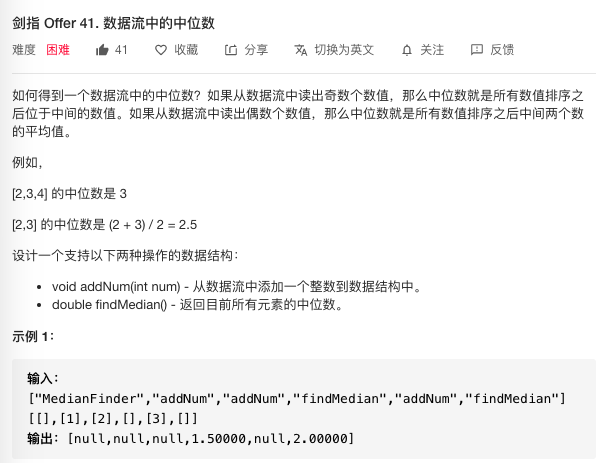 剑指 Offer 41. 数据流中的中位数
难度 困难 41 收藏 分享 切换为英文 关注 反馈
如何得到一个数据流中的中位数？如果从数据流中读出奇数个数值，那么中位数就是所有数值排序之
后位于中间的数值。如果从数据流中读出偶数个数值，那么中位数就是所有数值排序之后中间两个数
的平均值。
例如，
[2,3,4] 的中位数是 3
[2,3] 的中位数是 (2 + 3) / 2 = 2.5
设计一个支持以下两种操作的数据结构：
• void addNum(int num) - 从数据流中添加一个整数到数据结构中。
• double findMedian() - 返回目前所有元素的中位数。
示例 1：
输入：
["MedianFinder","addNum","addNum","findMedian","addNum","findMedian"]
[[],[1],[2],[],[3],[]]
输出：[null,null,null,1.50000,null,2.00000]